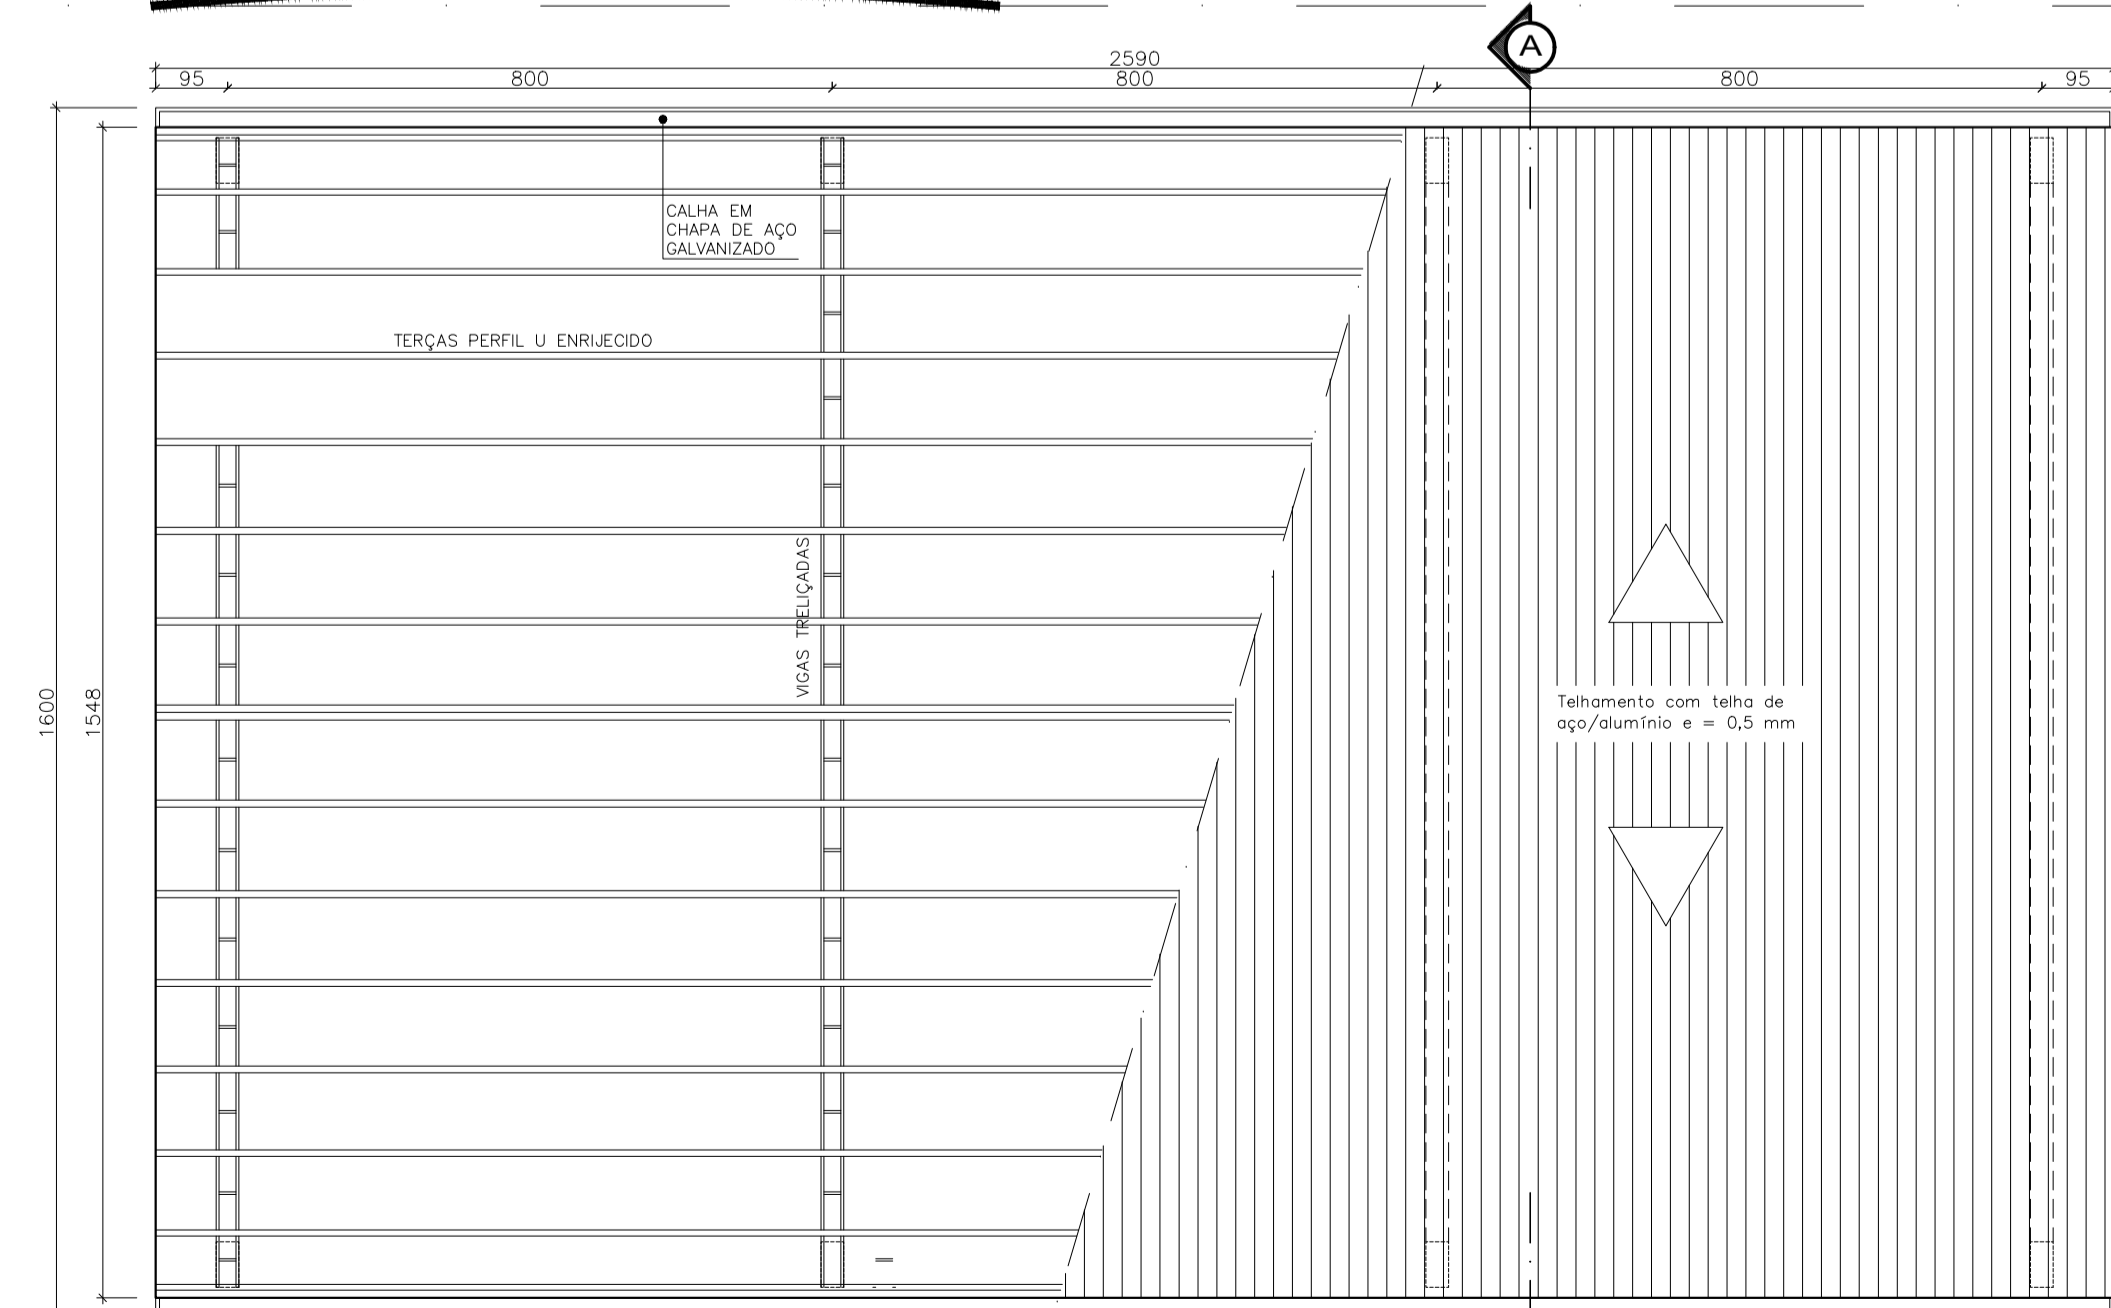 A
2590
95
800
800
800
95
CALHA EM
CHAPA DE AÇO
GALVANIZADO
TERÇAS PERFIL U ENRIJECIDO
VIGAS TRELIÇADAS
1600
1548
Telhamento com telha de
aço/alumínio e = 0,5 mm